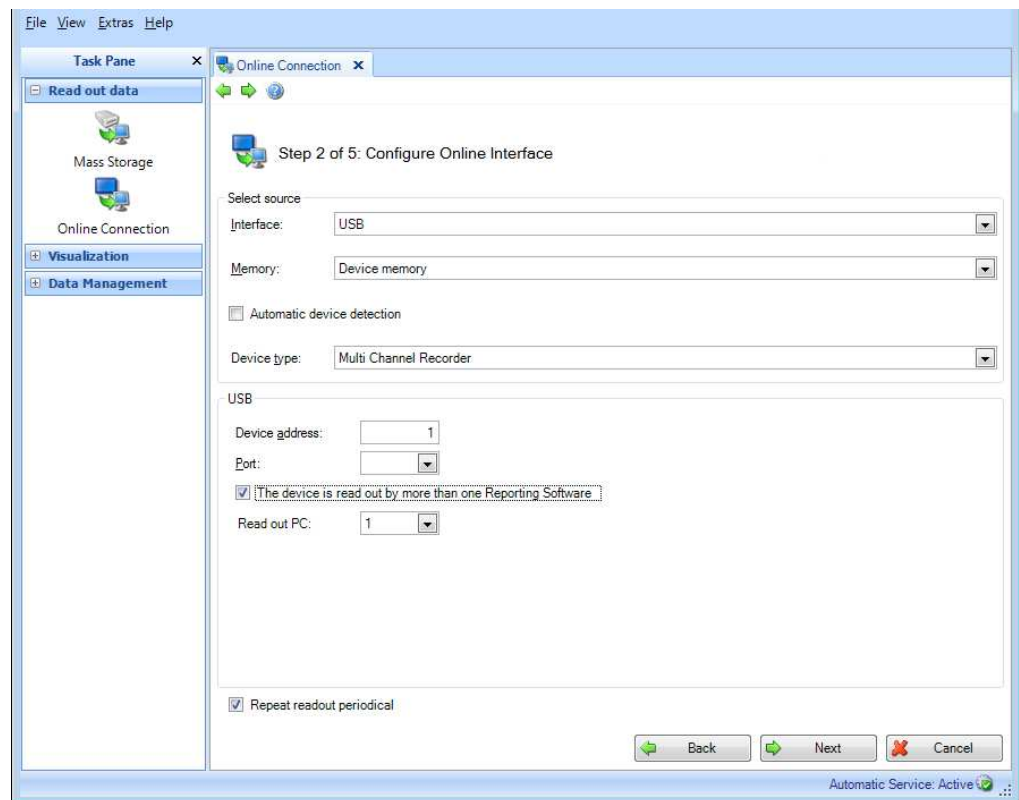 File View Extras Help
Task Pane x
Online Connection x
Read out data
Mass Storage
Online Connection
Visualization
Data Management
Step 2 of 5: Configure Online Interface
Select source
Interface: USB
Memory: Device memory
Automatic device detection
Device type: Multi Channel Recorder
USB
Device address: 1
Port:
The device is read out by more than one Reporting Software
Read out PC: 1
Repeat readout periodical
Back Next Cancel
Automatic Service: Active